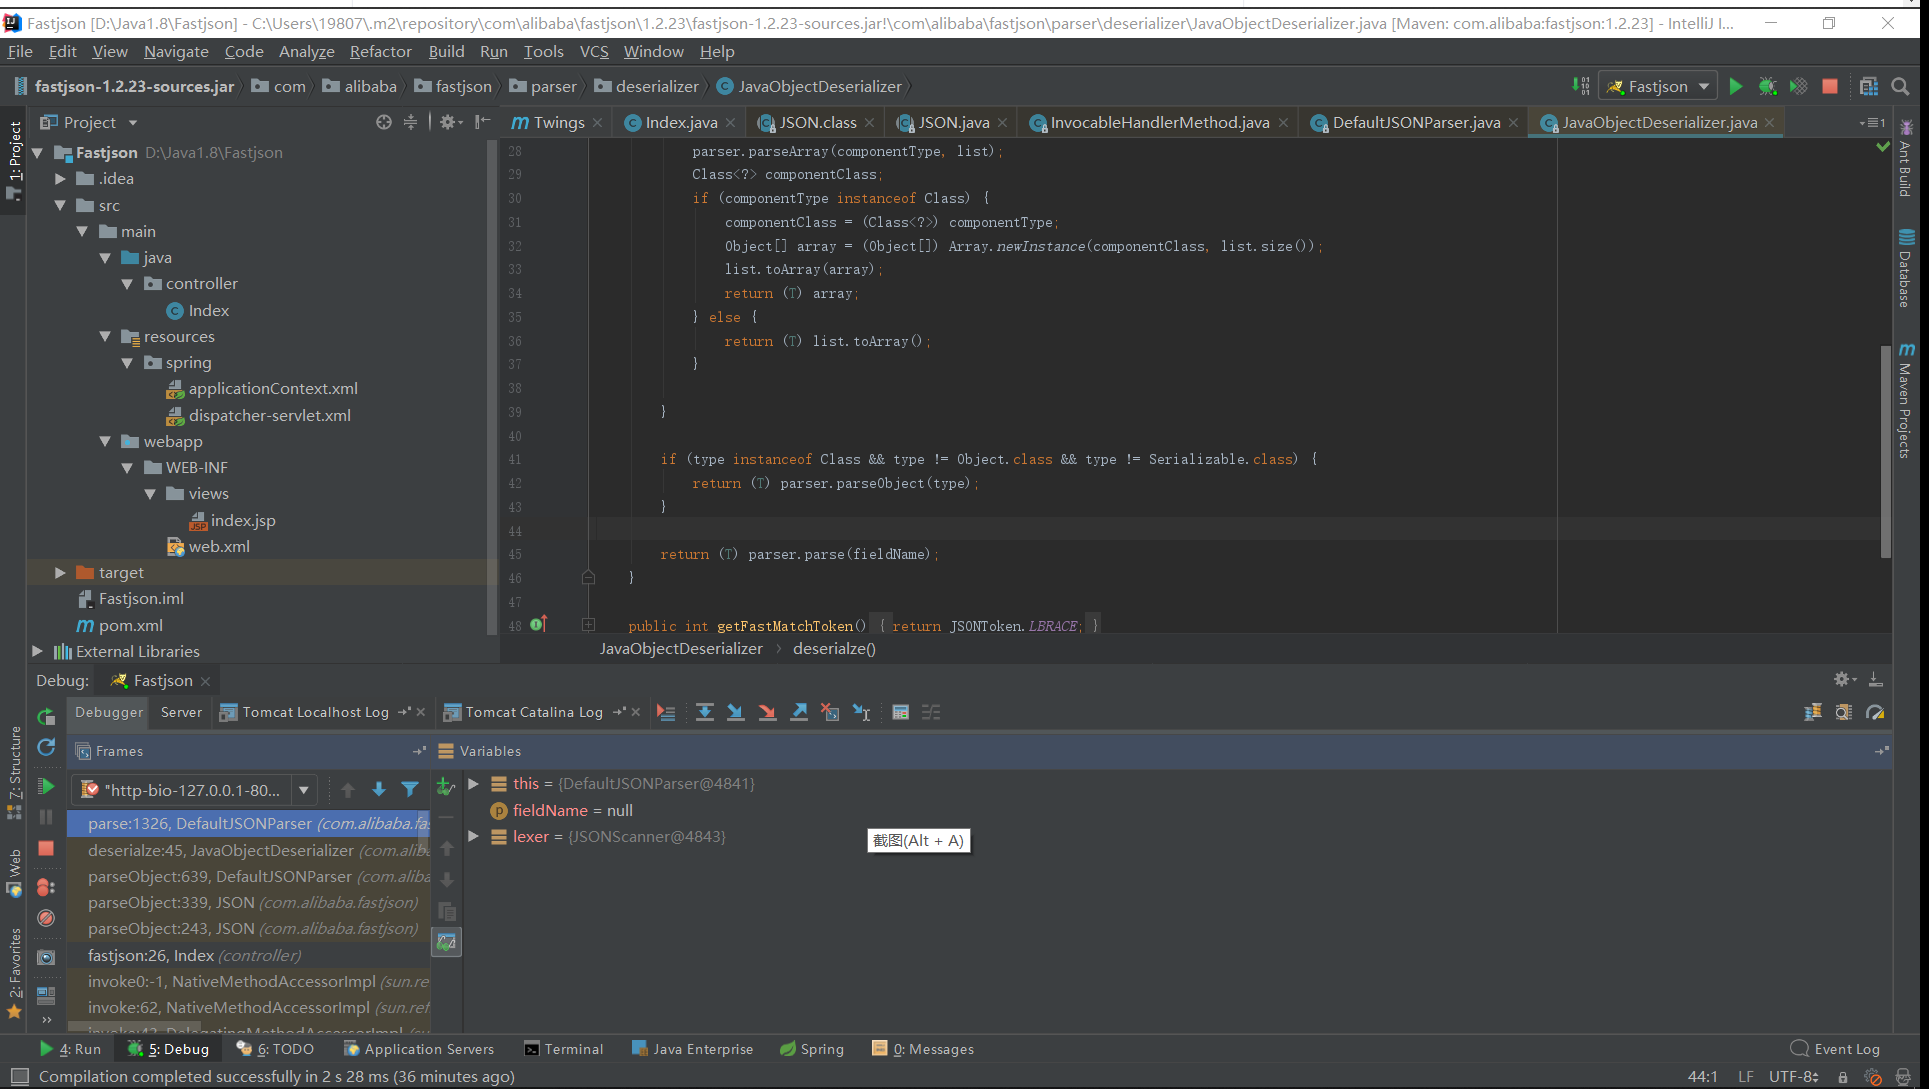 Fastjson [D:\Java1.8\Fastjson] - C:\Users\19807\.m2\repository\com\alibaba\fastjson\1.2.23\fastjson-1.2.23-sources.jar!\com\alibaba\fastjson\parser\deserializer\JavaObjectDeserializer.java [Maven: com.alibaba:fastjson:1.2.23] - IntelliJ I...
File Edit View Navigate Code Analyze Refactor Build Run Tools VCS Window Help
fastjson-1.2.23-sources.jar com alibaba fastjson parser deserializer JavaObjectDeserializer Fastjson
Project
Twings Index.java JSON.class JSON.java InvocableHandlerMethod.java DefaultJSONParser.java JavaObjectDeserializer.java 1
Fastjson D:\Java1.8\Fastjson
.idea
src
main
java
controller
Index
resources
spring
applicationContext.xml
dispatcher-servlet.xml
webapp
WEB-INF
views
index.jsp
web.xml
target
Fastjson.iml
pom.xml
External Libraries
28 parser.parseArray(componentType, list);
29 Class<?> componentClass;
30 if (componentType instanceof Class) {
31 componentClass = (Class<?>) componentType;
32 Object[] array = (Object[]) Array.newInstance(componentClass, list.size());
33 list.toArray(array);
34 return (T) array;
35 } else {
36 return (T) list.toArray();
37 }
38
39 }
40
41 if (type instanceof Class && type != Object.class && type != Serializable.class) {
42 return (T) parser.parseObject(type);
43 }
44
45 return (T) parser.parse(fieldName);
46 }
47
48 public int getFastMatchToken() { return JSONToken.LBRACE; }
JavaObjectDeserializer › deserialze()
1: Project
Z: Structure
Web
2: Favorites
Ant Build
Database
Maven Projects
Debug: Fastjson
Debugger Server Tomcat Localhost Log Tomcat Catalina Log
Frames
Variables
"http-bio-127.0.0.1-80...
parse:1326, DefaultJSONParser (com.alibaba.fas
deserialze:45, JavaObjectDeserializer (com.alib
parseObject:639, DefaultJSONParser (com.aliba
parseObject:339, JSON (com.alibaba.fastjson)
parseObject:243, JSON (com.alibaba.fastjson)
fastjson:26, Index (controller)
invoke0:-1, NativeMethodAccessorImpl (sun.re
invoke:62, NativeMethodAccessorImpl (sun.ref
invoke:43, DelegatingMethodAccessorImpl (su
this = {DefaultJSONParser@4841}
fieldName = null
lexer = {JSONScanner@4843}
截图(Alt + A)
4: Run 5: Debug 6: TODO Application Servers Terminal Java Enterprise Spring 0: Messages Event Log
Compilation completed successfully in 2 s 28 ms (36 minutes ago) 44:1 LF UTF-8